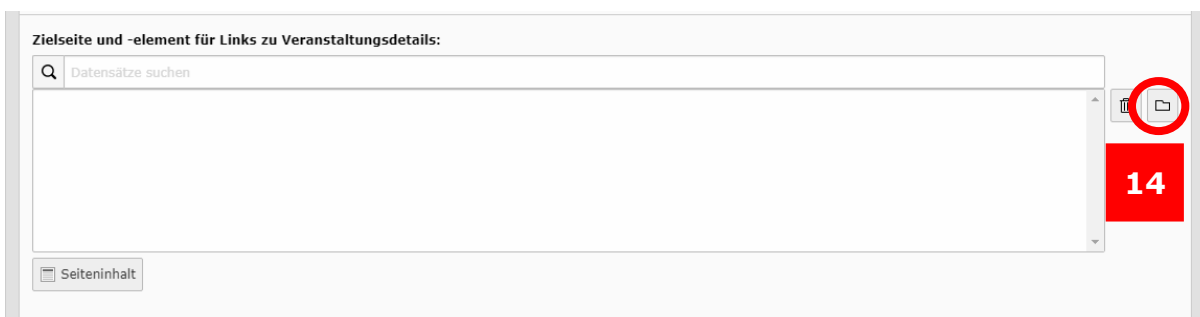 Zielseite und -element für Links zu Veranstaltungsdetails:
Datensätze suchen
14
Seiteninhalt